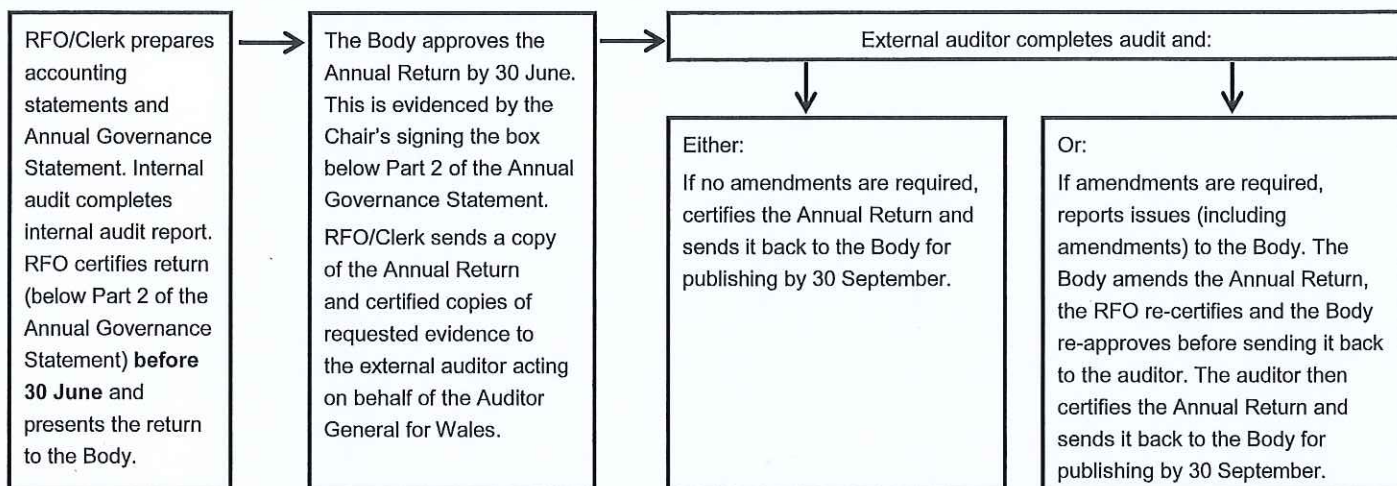 RFO/Clerk prepares
accounting
statements and
Annual Governance
Statement. Internal
audit completes
internal audit report.
RFO certifies return
(below Part 2 of the
Annual Governance
Statement) before
30 June and
presents the return
to the Body.
The Body approves the
Annual Return by 30 June.
This is evidenced by the
Chair's signing the box
below Part 2 of the Annual
Governance Statement.
RFO/Clerk sends a copy
of the Annual Return
and certified copies of
requested evidence to
the external auditor acting
on behalf of the Auditor
General for Wales.
External auditor completes audit and:
Either:
If no amendments are required,
certifies the Annual Return and
sends it back to the Body for
publishing by 30 September.
Or:
If amendments are required,
reports issues (including
amendments) to the Body. The
Body amends the Annual Return,
the RFO re-certifies and the Body
re-approves before sending it back
to the auditor. The auditor then
certifies the Annual Return and
sends it back to the Body for
publishing by 30 September.